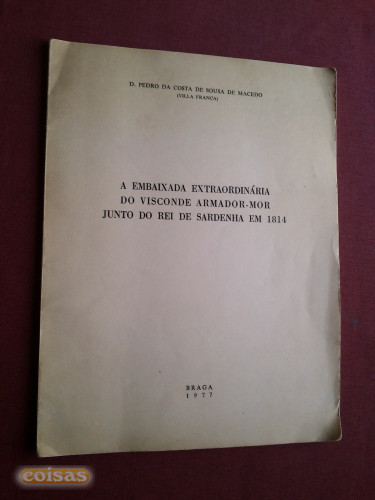 D. PEDRO DA COSTA DE SOUSA DE MACEDO
(VILLA FRANCA)
A EMBAIXADA EXTRAORDINÁRIA
DO VISCONDE ARMADOR-MOR
JUNTO DO REI DE SARDENHA EM 1814
BRAGA
1977
coisas